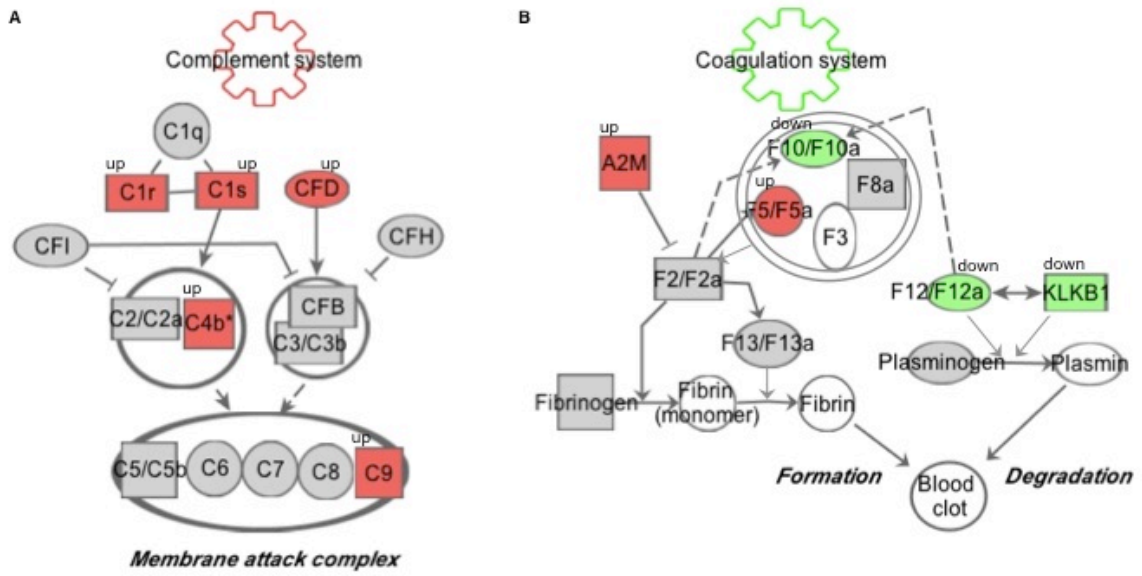 A
Complement system
C1q
up
up
up
C1r
C1s
CFD
CFI
CFH
up
C2/C2a
C4b*
CFB
C3/C3b
up
C5/C5b
C6
C7
C8
C9
Membrane attack complex
B
Coagulation system
up
A2M
down
F10/F10a
up
F5/F5a
F8a
F3
F2/F2a
down
F12/F12a
down
KLKB1
F13/F13a
Plasminogen
Plasmin
Fibrinogen
Fibrin
(monomer)
Fibrin
Formation
Degradation
Blood
clot